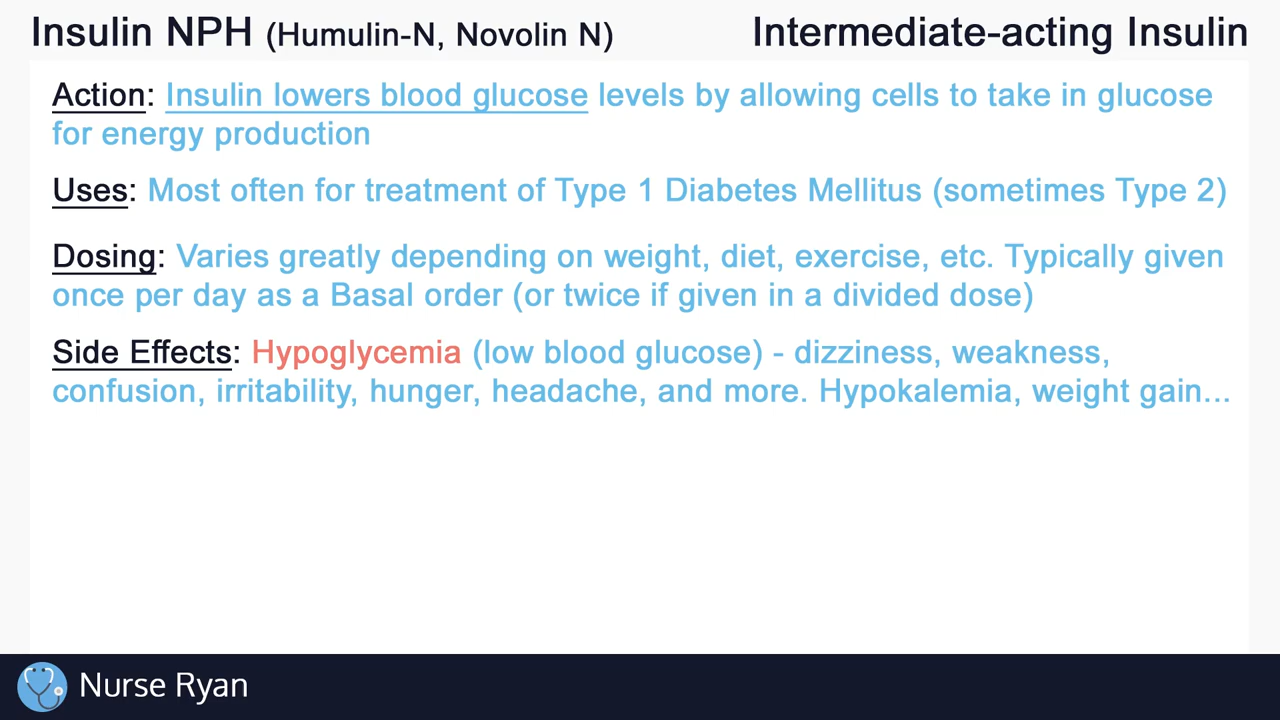 Insulin NPH (Humulin-N, Novolin N)
Intermediate-acting Insulin
Action: Insulin lowers blood glucose levels by allowing cells to take in glucose
for energy production
Uses: Most often for treatment of Type 1 Diabetes Mellitus (sometimes Type 2)
Dosing: Varies greatly depending on weight, diet, exercise, etc. Typically given
once per day as a Basal order (or twice if given in a divided dose)
Side Effects: Hypoglycemia (low blood glucose) - dizziness, weakness,
confusion, irritability, hunger, headache, and more. Hypokalemia, weight gain...
Nurse Ryan